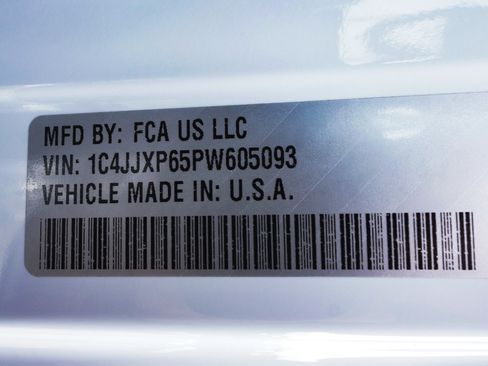 MFD BY: FCA US LLC
VIN: 1C4JJXP65PW605093
VEHICLE MADE IN: U.S.A.